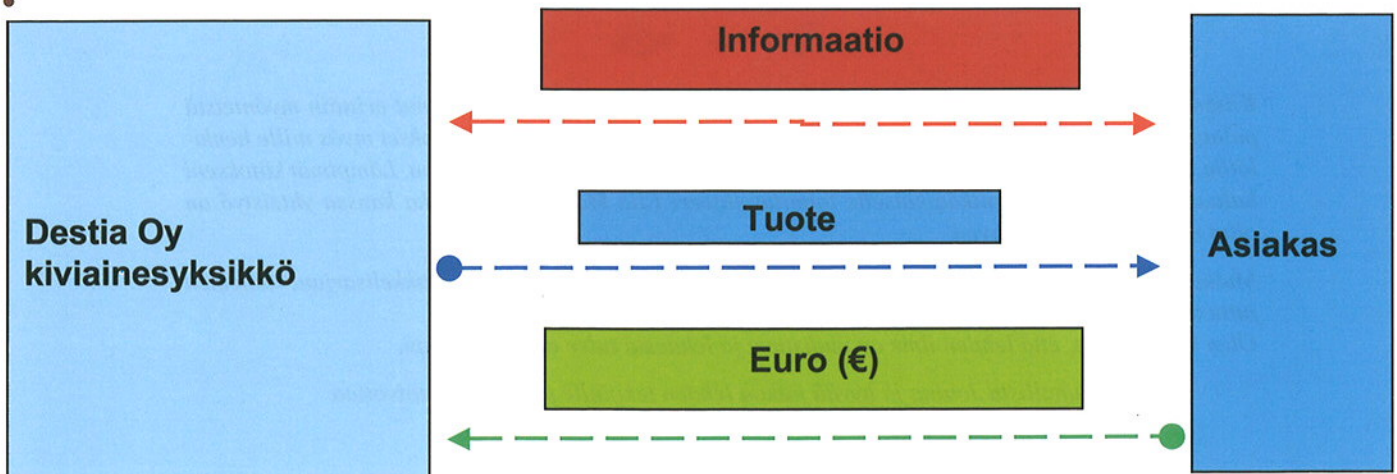 Informaatio
Tuote
Destia Oy
kiviainesyksikkö
Asiakas
Euro (€)